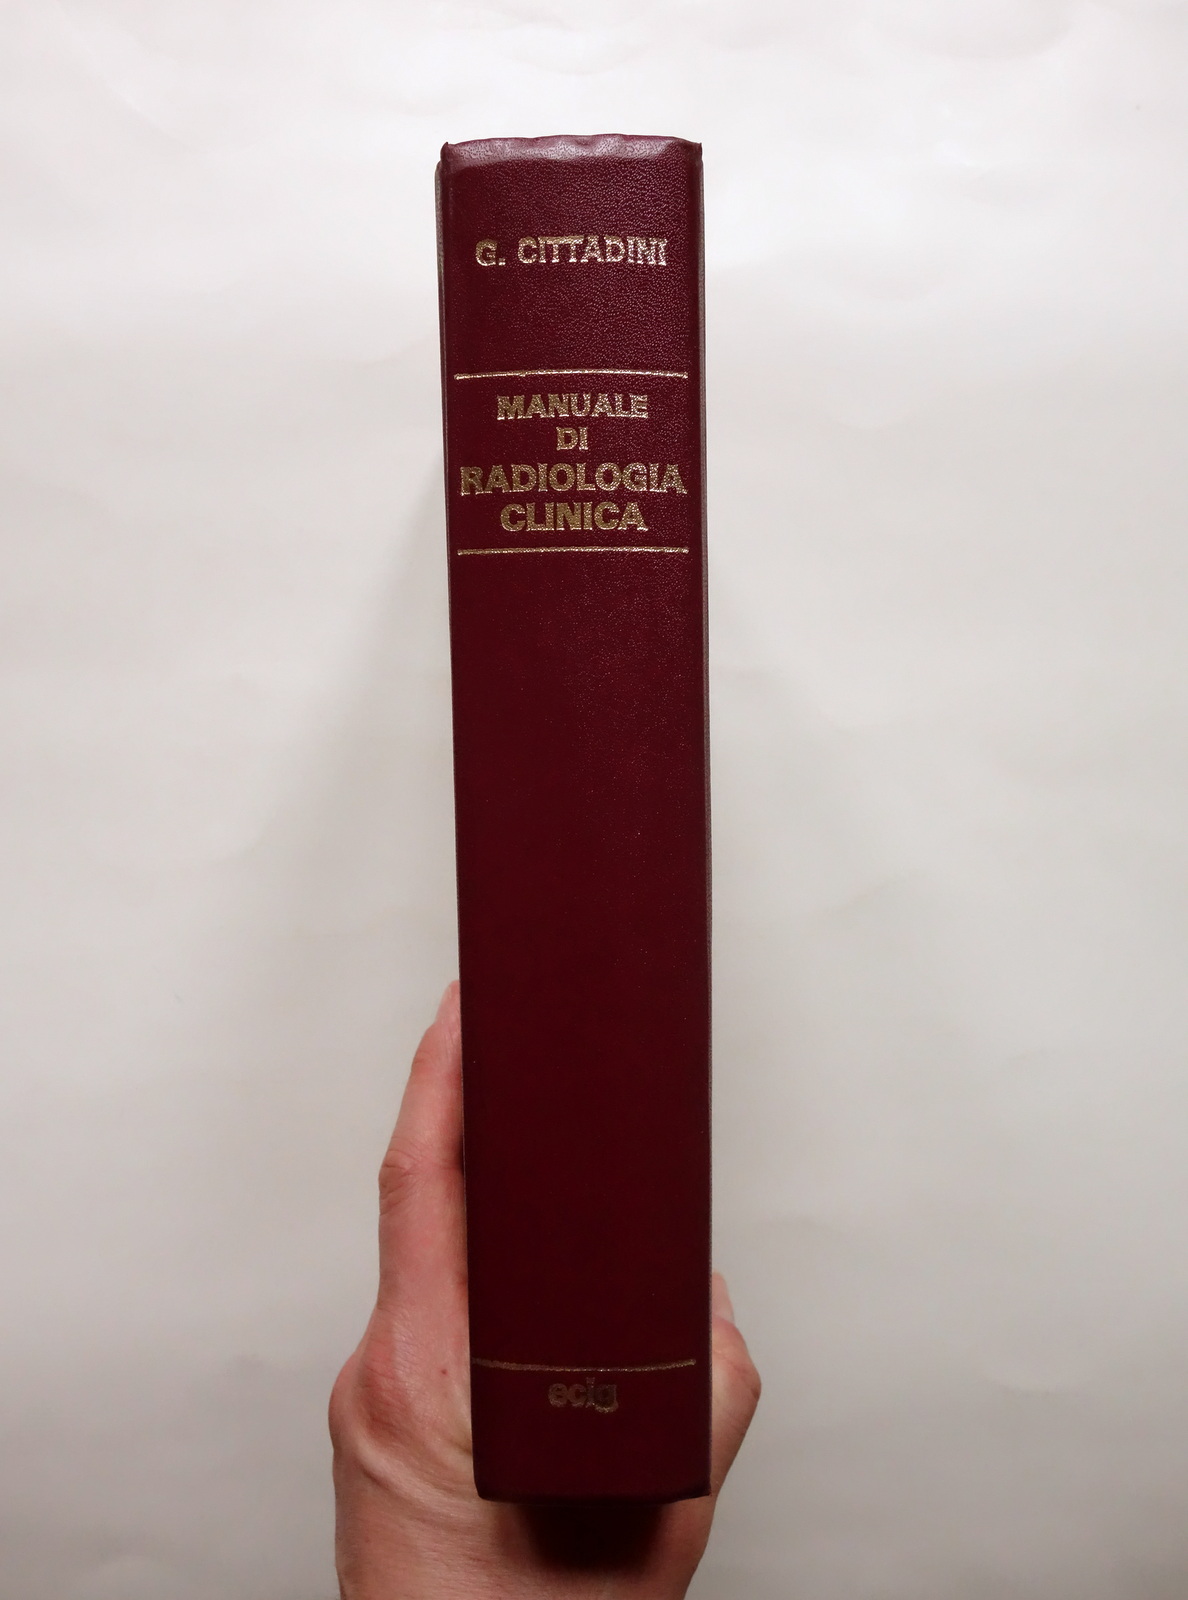 G. CITTADINI
MANUALE
DI
RADIOLOGIA
CLINICA
ecig